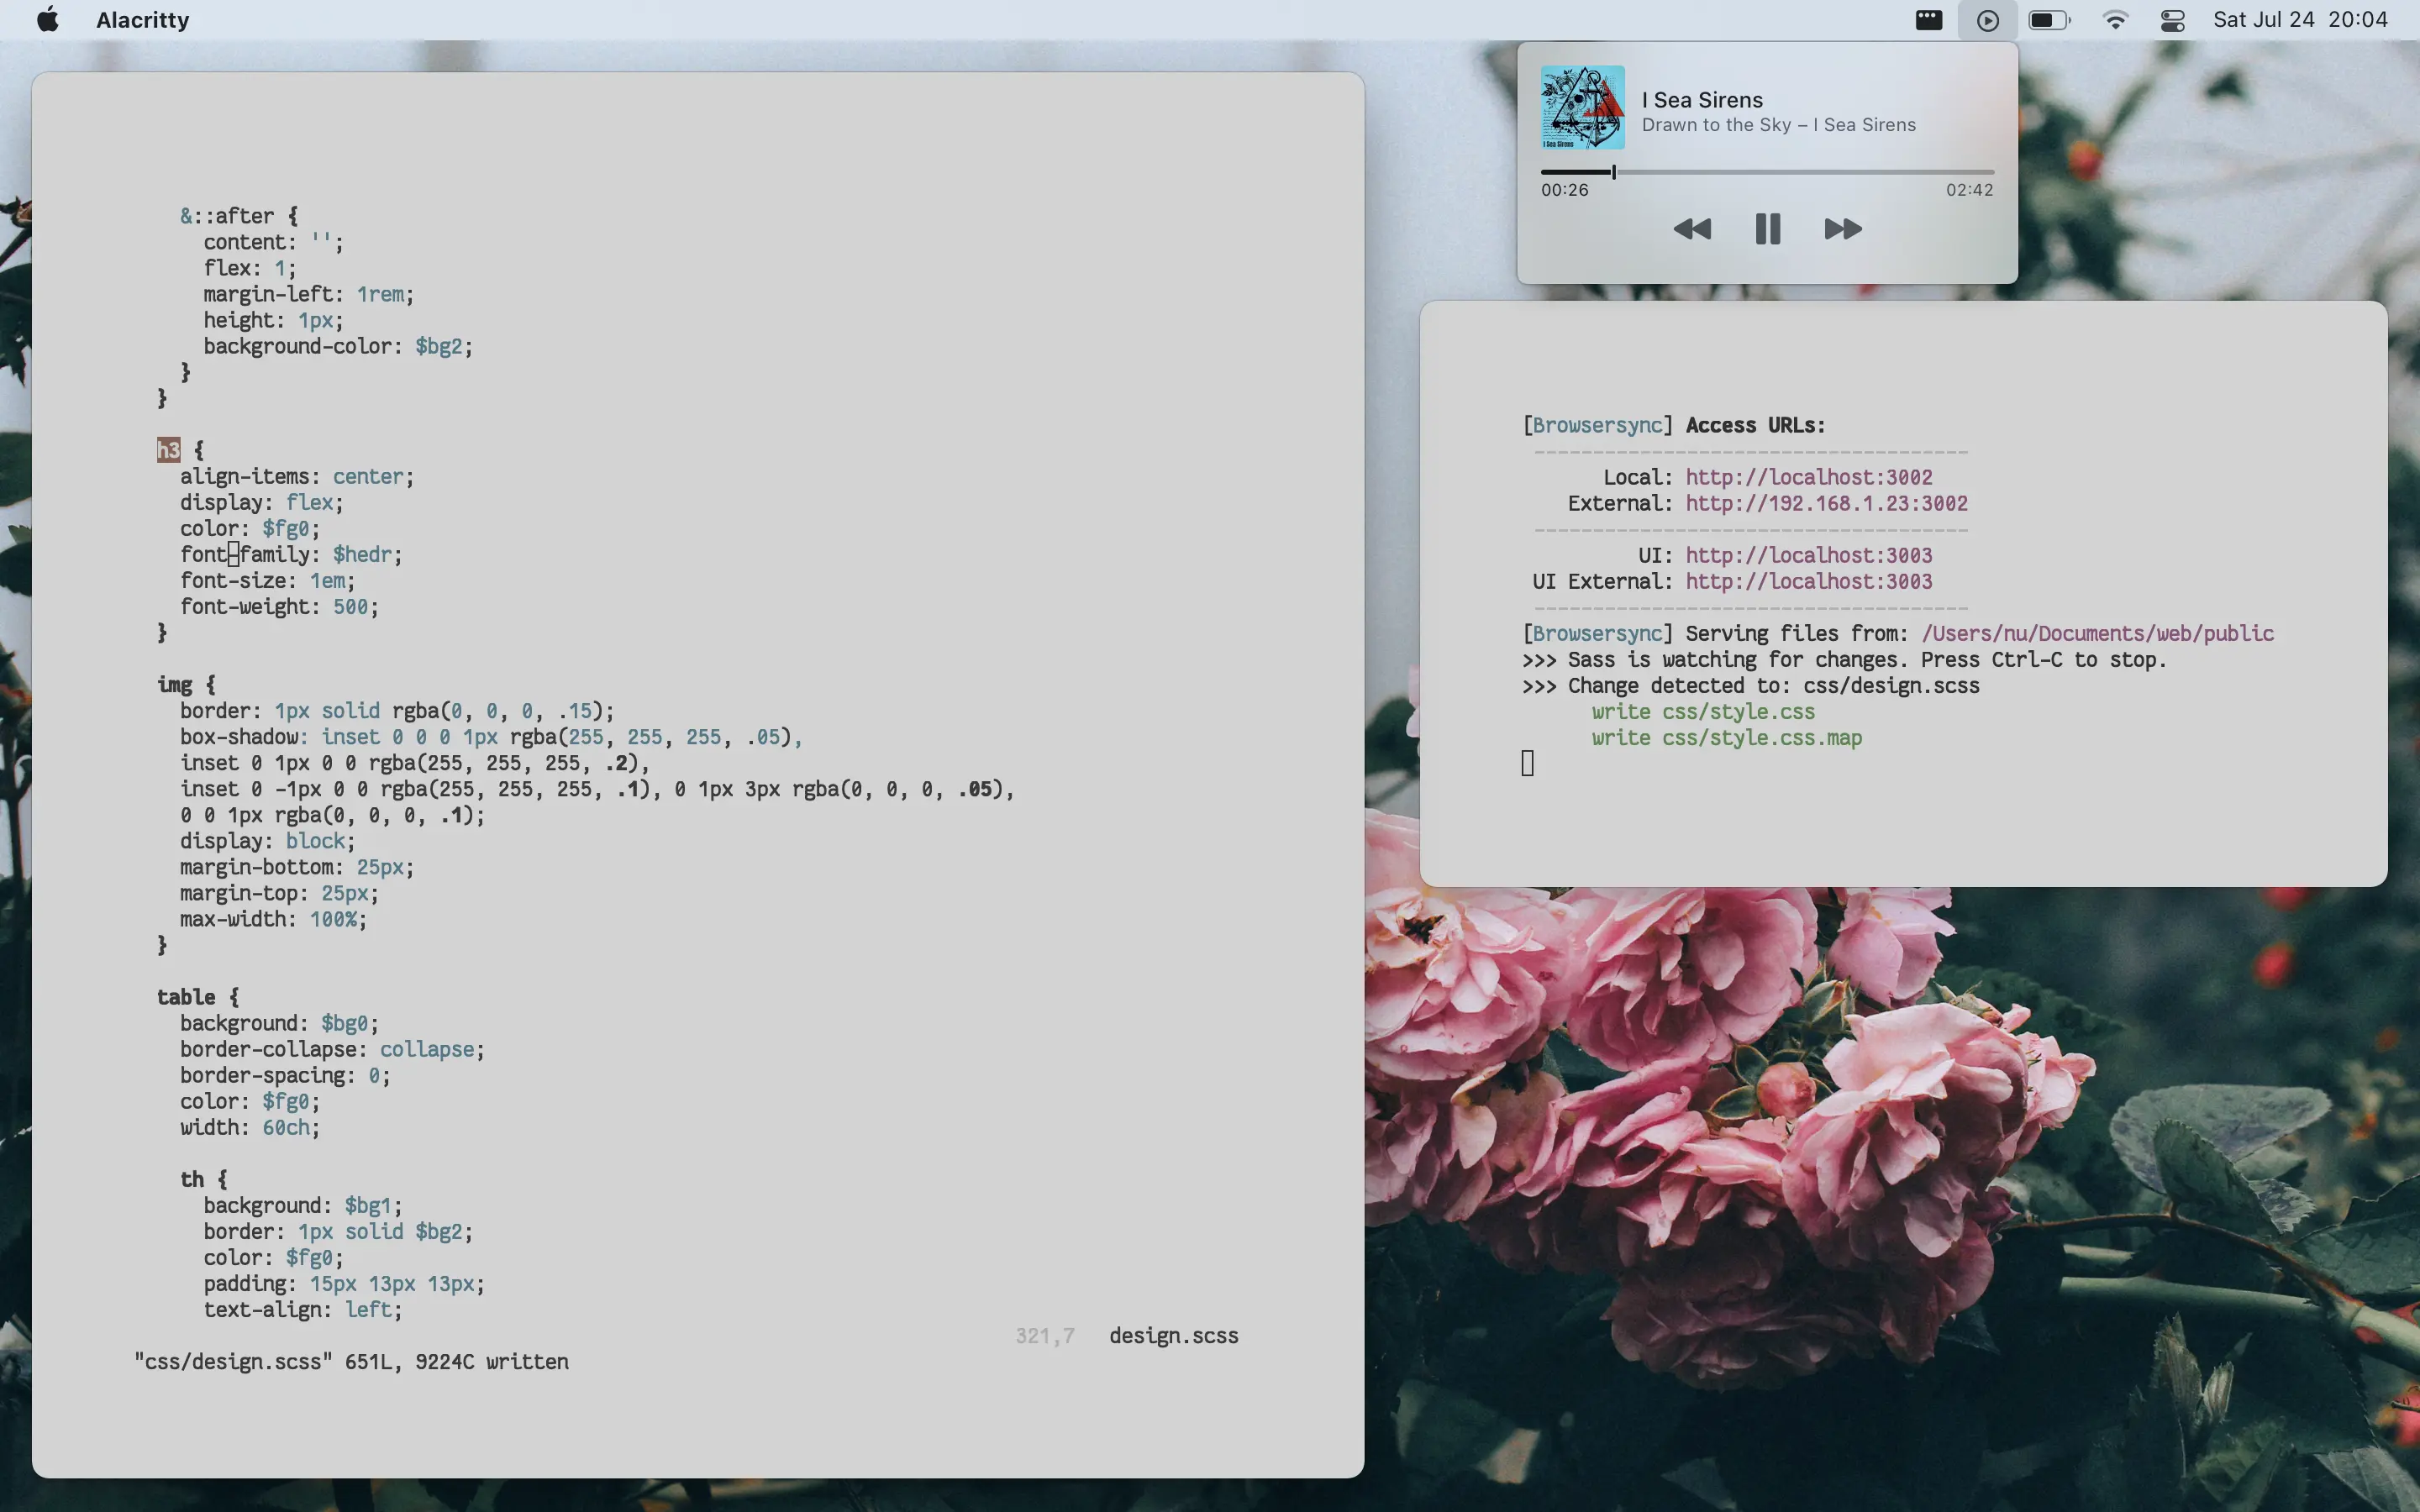 Alacritty
Sat Jul 24 20:04
I Sea Sirens
I Sea Sirens
Drawn to the Sky – I Sea Sirens
00:26
02:42
&::after {
content: '';
flex: 1;
margin-left: 1rem;
height: 1px;
background-color: $bg2;
}
}
h3 {
align-items: center;
display: flex;
color: $fg0;
font-family: $hedr;
font-size: 1em;
font-weight: 500;
}
img {
border: 1px solid rgba(0, 0, 0, .15);
box-shadow: inset 0 0 0 1px rgba(255, 255, 255, .05),
inset 0 1px 0 0 rgba(255, 255, 255, .2),
inset 0 -1px 0 0 rgba(255, 255, 255, .1), 0 1px 3px rgba(0, 0, 0, .05),
0 0 1px rgba(0, 0, 0, .1);
display: block;
margin-bottom: 25px;
margin-top: 25px;
max-width: 100%;
}
table {
background: $bg0;
border-collapse: collapse;
border-spacing: 0;
color: $fg0;
width: 60ch;
th {
background: $bg1;
border: 1px solid $bg2;
color: $fg0;
padding: 15px 13px 13px;
text-align: left;
321,7 design.scss
"css/design.scss" 651L, 9224C written
[Browsersync] Access URLs:
-------------------------------------
Local: http://localhost:3002
External: http://192.168.1.23:3002
-------------------------------------
UI: http://localhost:3003
UI External: http://localhost:3003
-------------------------------------
[Browsersync] Serving files from: /Users/nu/Documents/web/public
>>> Sass is watching for changes. Press Ctrl-C to stop.
>>> Change detected to: css/design.scss
write css/style.css
write css/style.css.map